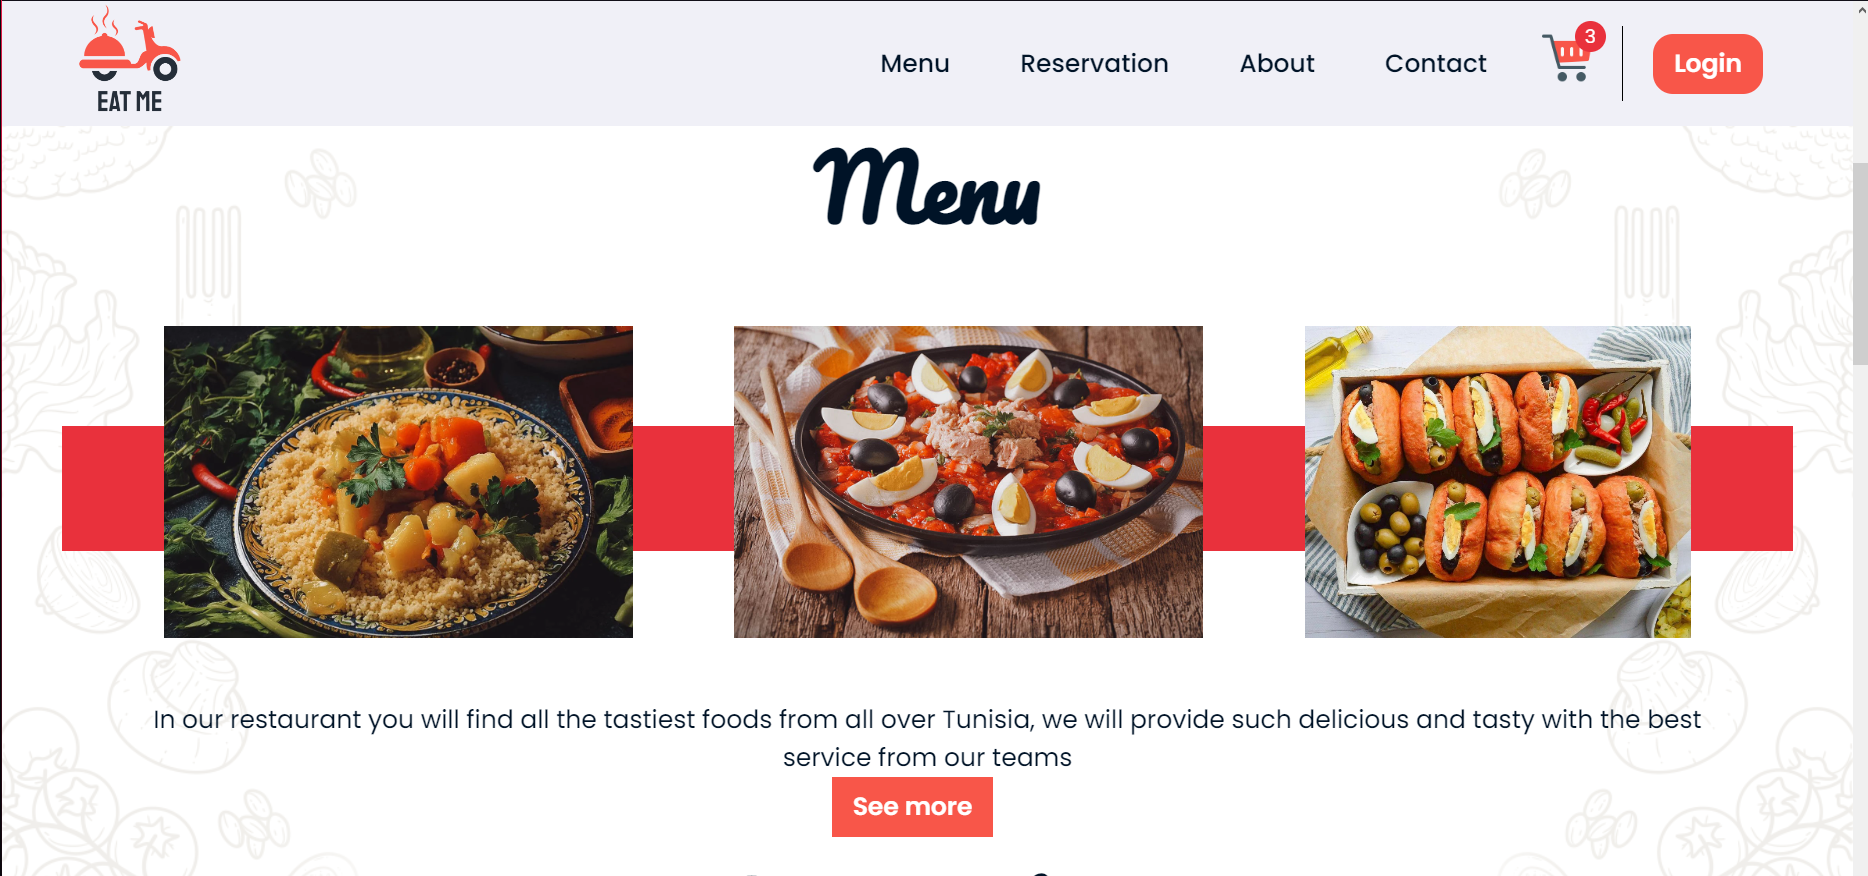 EAT ME
Menu
Reservation
About
Contact
3
Login
Menu
In our restaurant you will find all the tastiest foods from all over Tunisia, we will provide such delicious and tasty with the best
service from our teams
See more